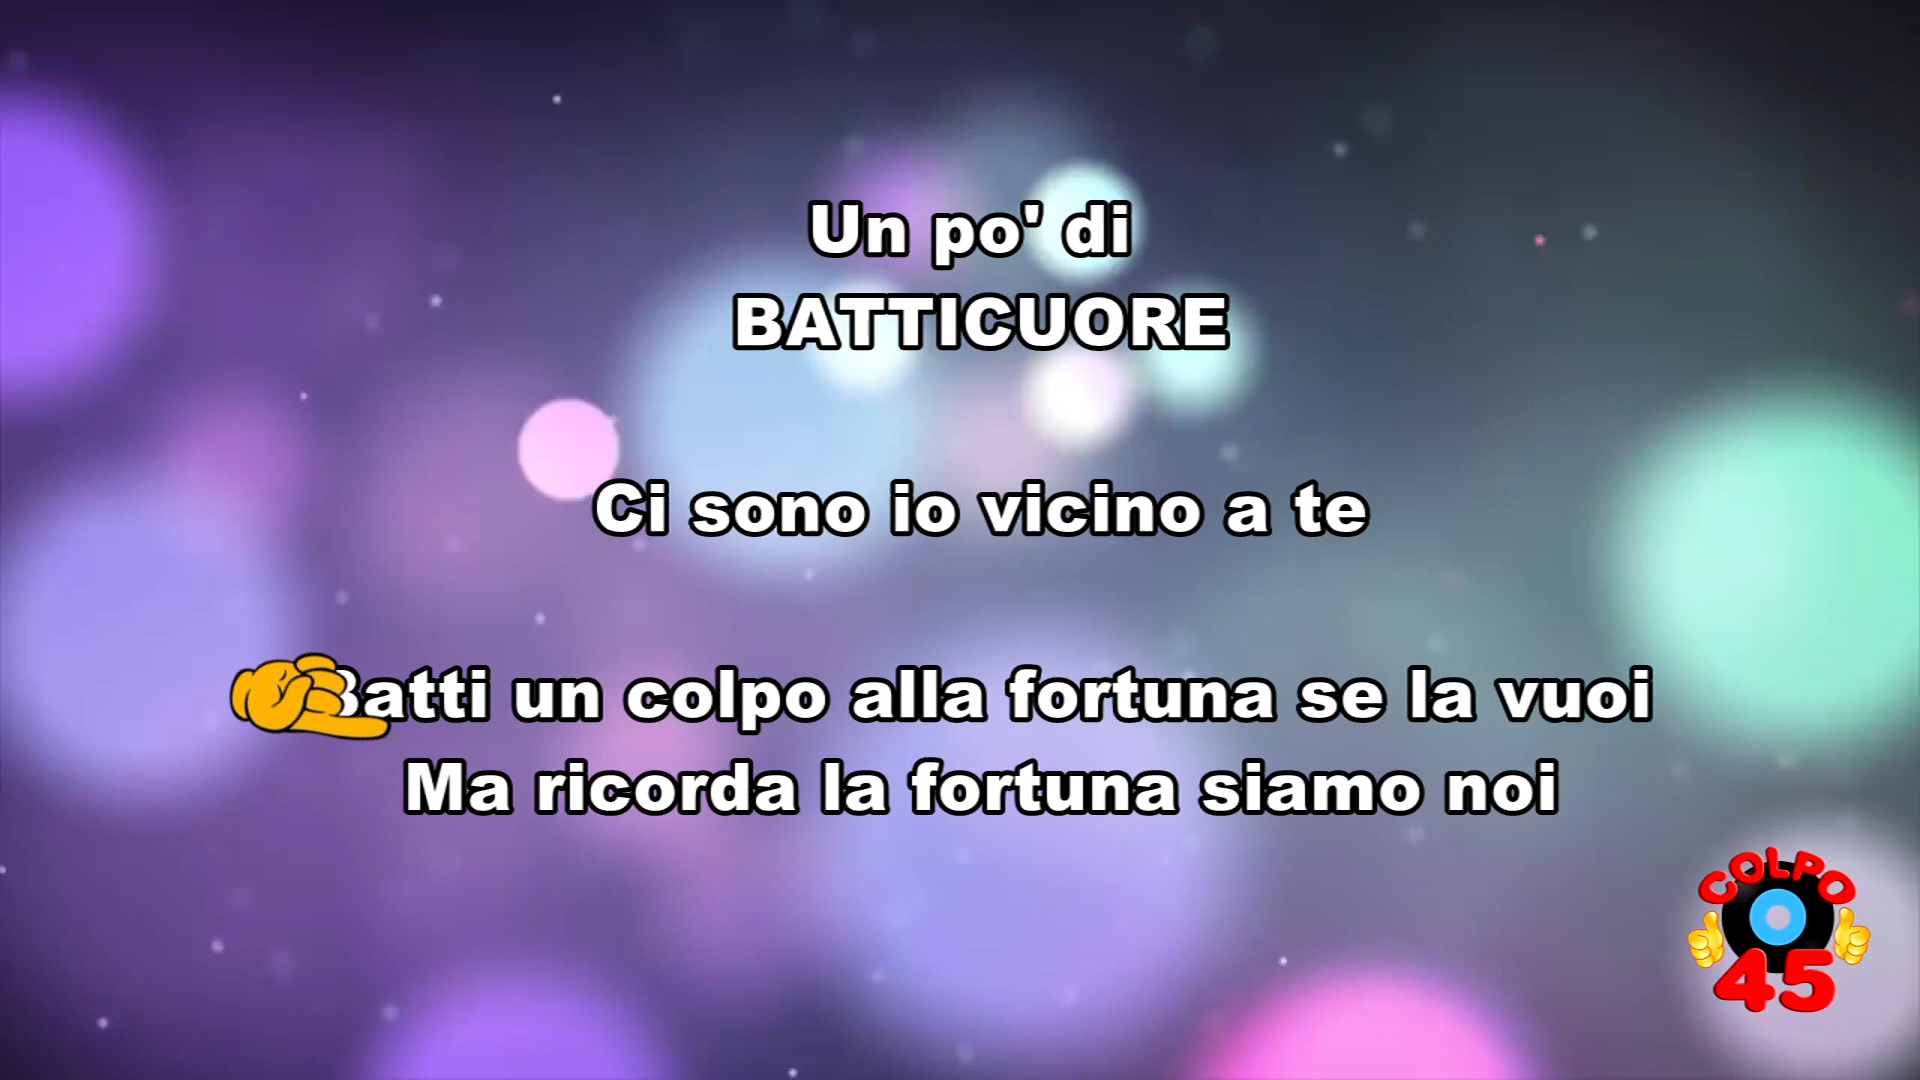 Un po' di
BATTICUORE
Ci sono io vicino a te
Batti un colpo alla fortuna se la vuoi
Ma ricorda la fortuna siamo noi
COLPO
45